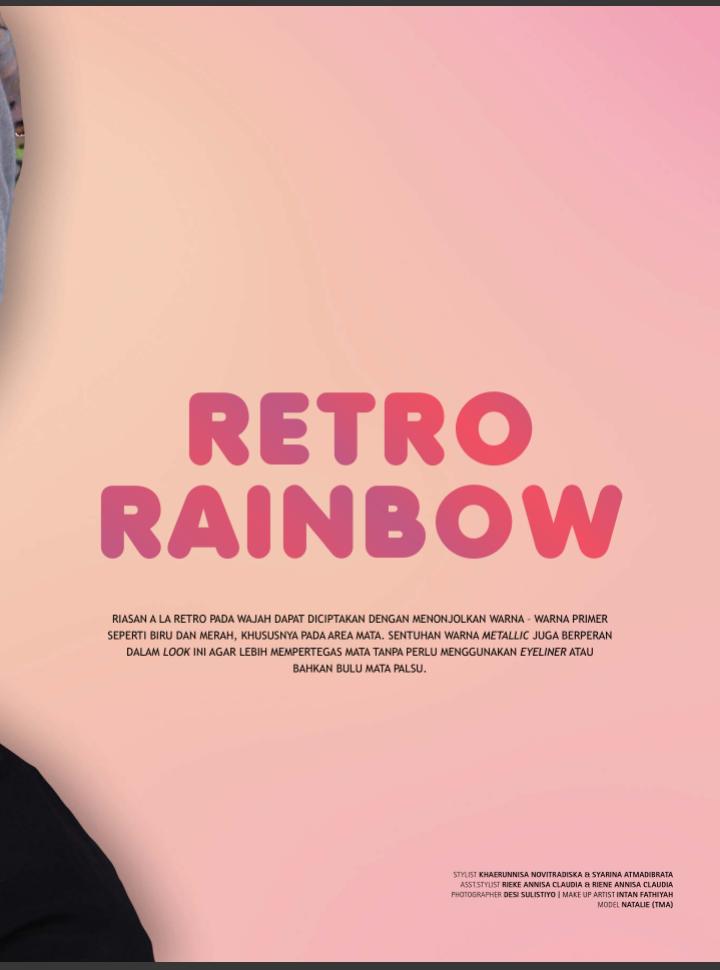 RETRO
RAINBOW
RIASAN A LA RETRO PADA WAJAH DAPAT DICIPTAKAN DENGAN MENONJOLKAN WARNA - WARNA PRIMER
SEPERTI BIRU DAN MERAH, KHUSUSNYA PADA AREA MATA. SENTUHAN WARNA METALLIC JUGA BERPERAN
DALAM LOOK INI AGAR LEBIH MEMPERTEGAS MATA TANPA PERLU MENGGUNAKAN EYELINER ATAU
BAHKAN BULU MATA PALSU.
STYLIST KHAERUNNISA NOVITRADISKA & SYARINA ATMADIBRATA
ASST.STYLIST RIEKE ANNISA CLAUDIA & RIENE ANNISA CLAUDIA
PHOTOGRAPHER DESI SULISTIYO | MAKE UP ARTIST INTAN FATHIYAH
MODEL NATALIE (TMA)